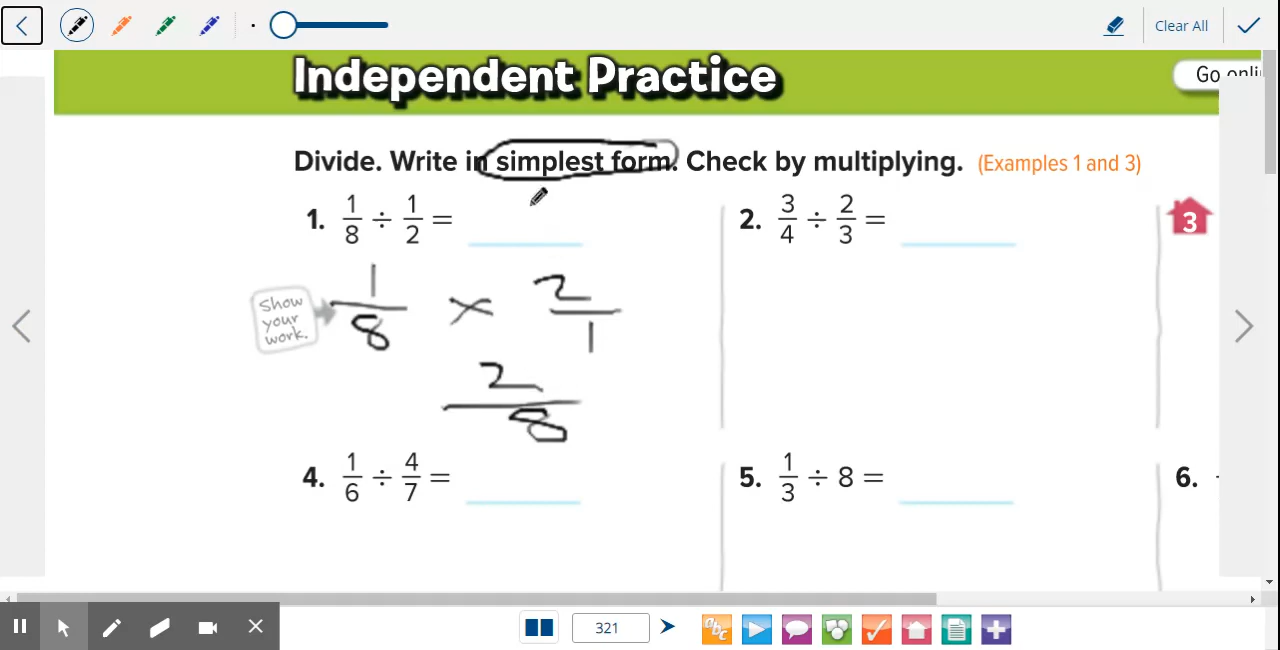 Clear All
Independent Practice
Go onli
Divide. Write in simplest form. Check by multiplying. (Examples 1 and 3)
1. 1/8 ÷ 1/2 =
2. 3/4 ÷ 2/3 =
3
Show
your
work.
1/8 × 2/1
2/8
4. 1/6 ÷ 4/7 =
5. 1/3 ÷ 8 =
6.
321
abc